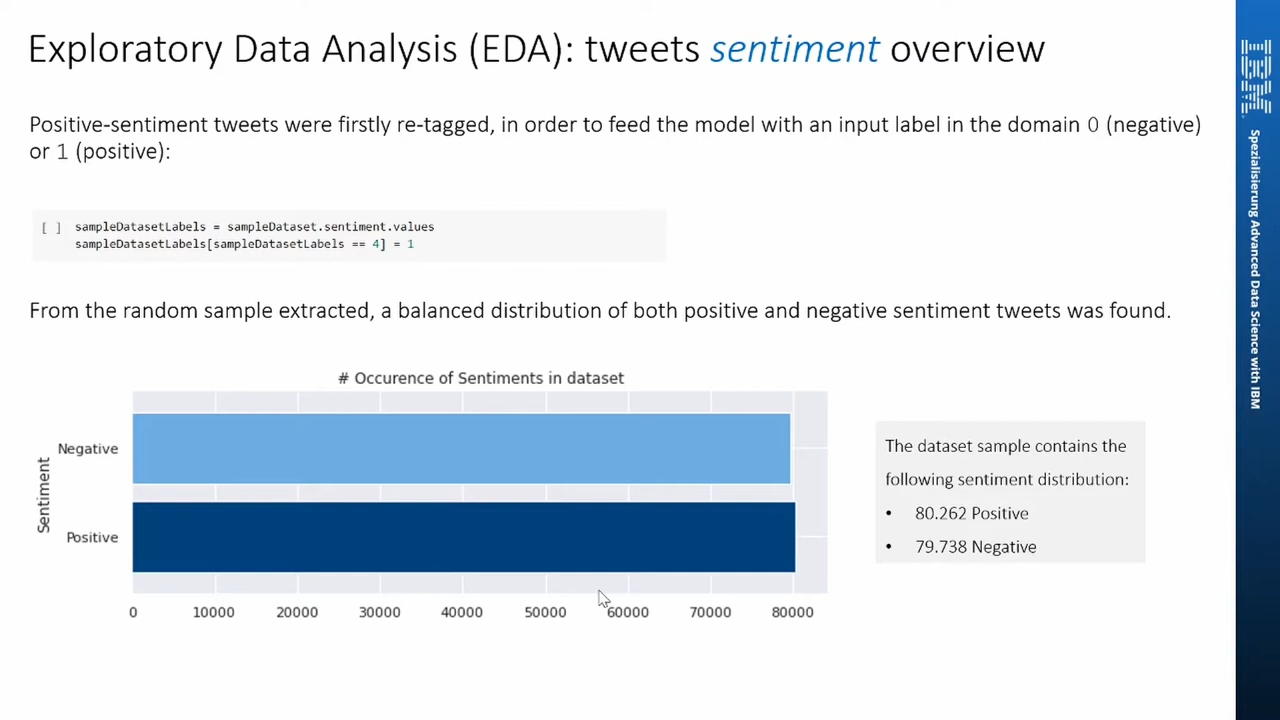 Exploratory Data Analysis (EDA): tweets sentiment overview
Positive-sentiment tweets were firstly re-tagged, in order to feed the model with an input label in the domain 0 (negative)
or 1 (positive):
[ ] sampleDatasetLabels = sampleDataset.sentiment.values
sampleDatasetLabels[sampleDatasetLabels == 4] = 1
From the random sample extracted, a balanced distribution of both positive and negative sentiment tweets was found.
# Occurence of Sentiments in dataset
Sentiment
Negative
Positive
0 10000 20000 30000 40000 50000 60000 70000 80000
The dataset sample contains the
following sentiment distribution:
• 80.262 Positive
• 79.738 Negative
IBM
Spezialisierung Advanced Data Science with IBM